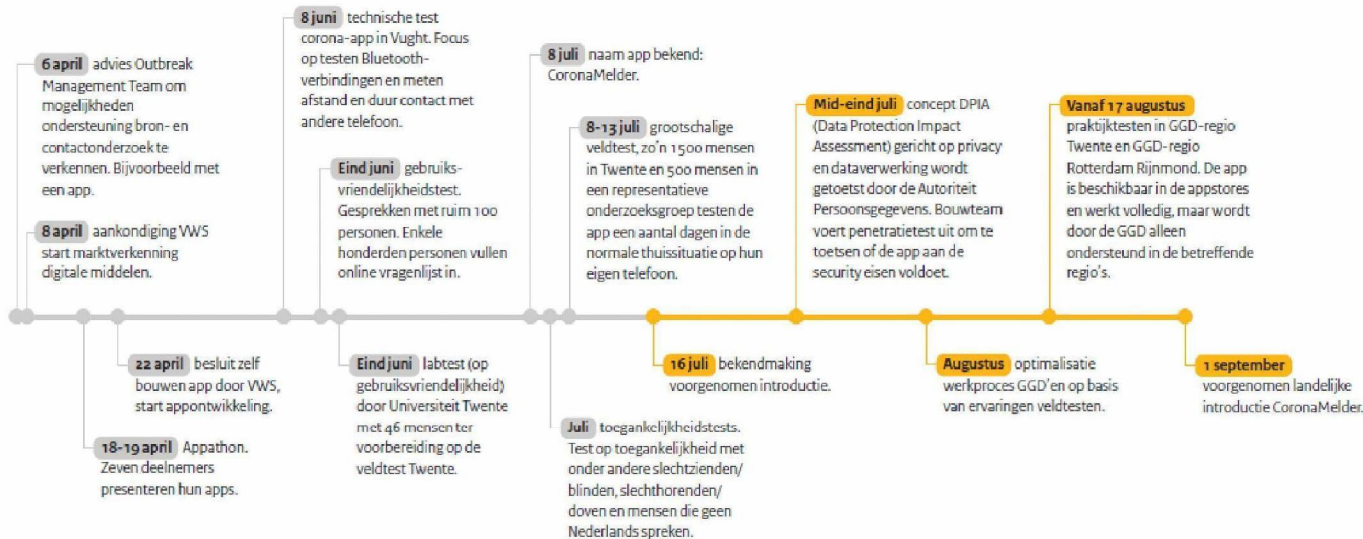 6 april advies Outbreak
Management Team om
mogelijkheden
ondersteuning bron- en
contactonderzoek te
verkennen. Bijvoorbeeld met
een app.
8 april aankondiging VWS
start marktverkenning
digitale middelen.
18-19 april Appathon.
Zeven deelnemers
presenteren hun apps.
22 april besluit zelf
bouwen app door VWS,
start appontwikkeling.
8 juni technische test
corona-app in Vught. Focus
op testen Bluetooth-
verbindingen en meten
afstand en duur contact met
andere telefoon.
Eind juni gebruiks-
vriendelijkheidstest.
Gesprekken met ruim 100
personen. Enkele
honderden personen vullen
online vragenlijst in.
Eind juni labtest (op
gebruiksvriendelijkheid)
door Universiteit Twente
met 46 mensen ter
voorbereiding op de
veldtest Twente.
8 juli naam app bekend:
CoronaMelder.
Juli toegankelijkheidstests.
Test op toegankelijkheid met
onder andere slechtzienden/
blinden, slechthorenden/
doven en mensen die geen
Nederlands spreken.
8-13 juli grootschalige
veldtest, zo'n 1500 mensen
in Twente en 500 mensen in
een representatieve
onderzoeksgroep testen de
app een aantal dagen in de
normale thuissituatie op hun
eigen telefoon.
16 juli bekendmaking
voorgenomen introductie.
Mid-eind juli concept DPIA
(Data Protection Impact
Assessment) gericht op privacy
en dataverwerking wordt
getoetst door de Autoriteit
Persoonsgegevens. Bouwteam
voert penetratietest uit om te
toetsen of de app aan de
security eisen voldoet.
Augustus optimalisatie
werkproces GGD'en op basis
van ervaringen veldtesten.
Vanaf 17 augustus
praktijktesten in GGD-regio
Twente en GGD-regio
Rotterdam Rijnmond. De app
is beschikbaar in de appstores
en werkt volledig, maar wordt
door de GGD alleen
ondersteund in de betreffende
regio's.
1 september
voorgenomen landelijke
introductie CoronaMelder.